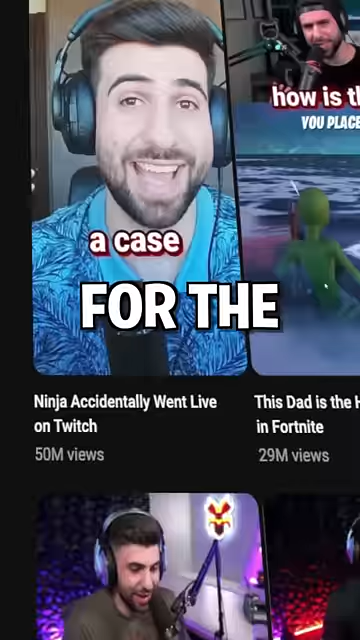 how is th
YOU PLACE
a case
FOR THE
Ninja Accidentally Went Live
on Twitch
50M views
This Dad is the H
in Fortnite
29M views